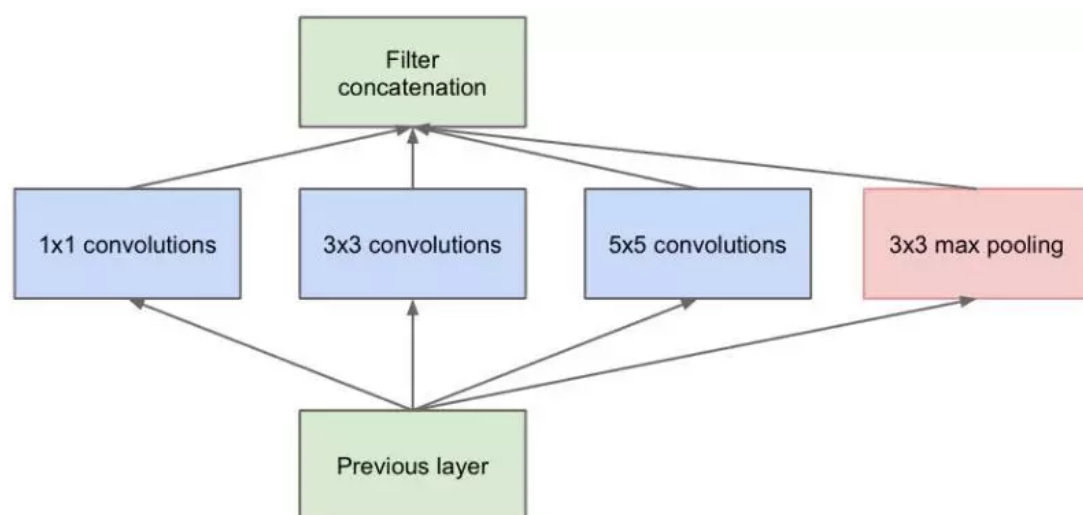 Filter
concatenation
1x1 convolutions
3x3 convolutions
5x5 convolutions
3x3 max pooling
Previous layer